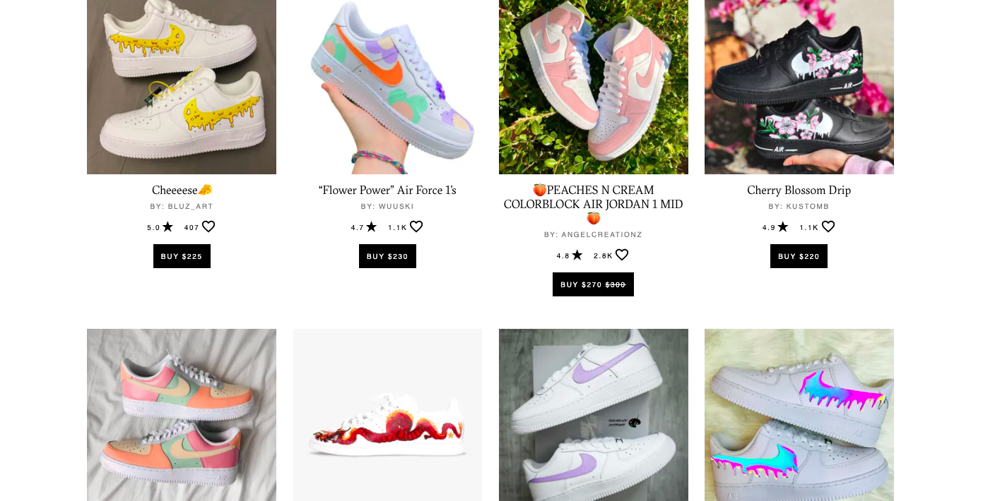 AIR
AIR
Cheeeese🧀
BY: BLUZ_ART
5.0 ★ 407 ♡
BUY $225
“Flower Power” Air Force 1’s
BY: WUUSKI
4.7 ★ 1.1K ♡
BUY $230
🍑PEACHES N CREAM
COLORBLOCK AIR JORDAN 1 MID
🍑
BY: ANGELCREATIONZ
4.8 ★ 2.8K ♡
BUY $270 $300
Cherry Blossom Drip
BY: KUSTOMB
4.9 ★ 1.1K ♡
BUY $220